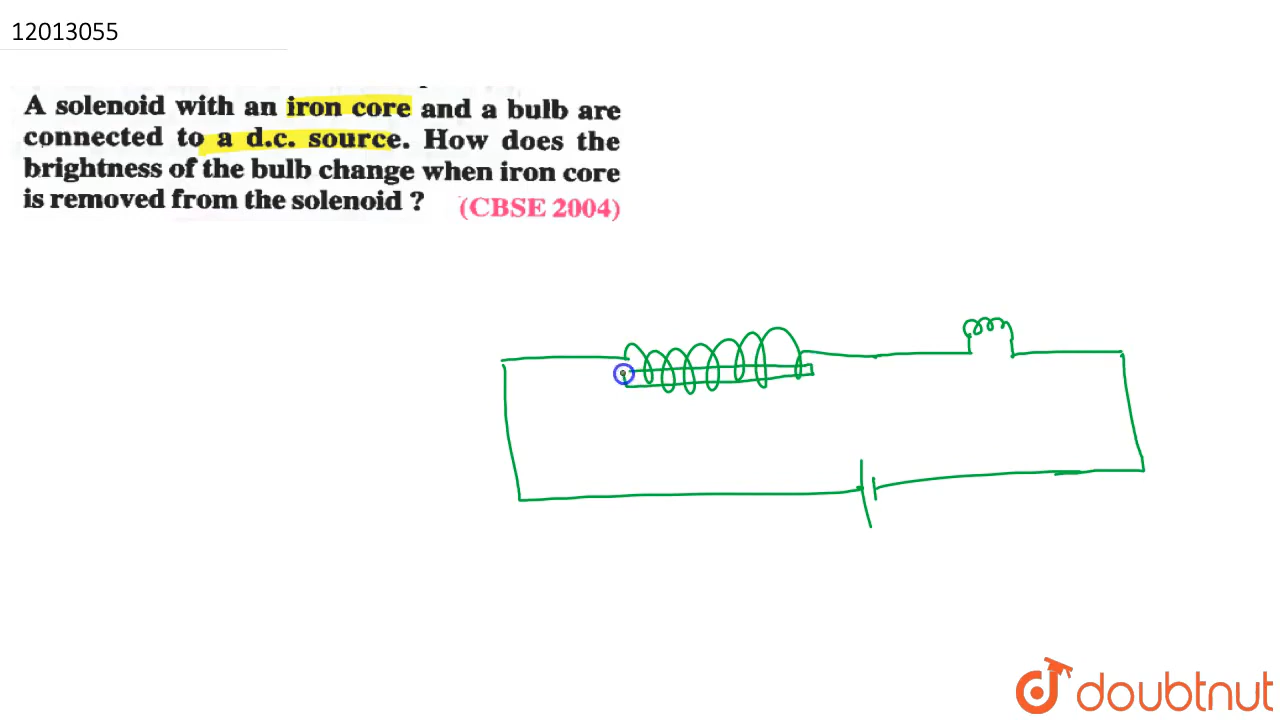 12013055
A solenoid with an iron core and a bulb are
connected to a d.c. source. How does the
brightness of the bulb change when iron core
is removed from the solenoid ? (CBSE 2004)
doubtnut